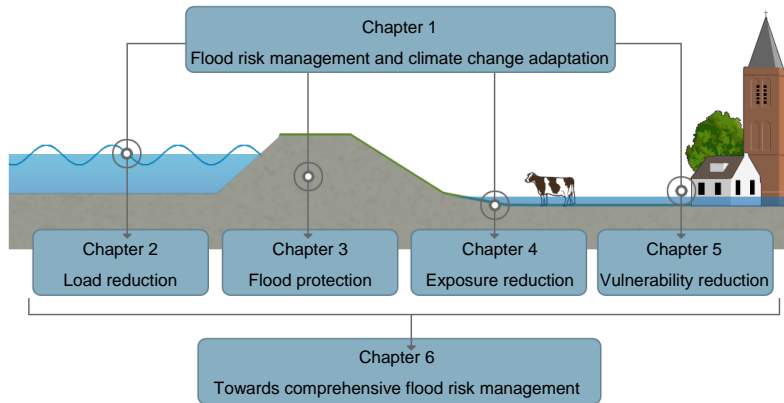 Chapter 1
Flood risk management and climate change adaptation
Chapter 2
Load reduction
Chapter 3
Flood protection
Chapter 4
Exposure reduction
Chapter 5
Vulnerability reduction
Chapter 6
Towards comprehensive flood risk management